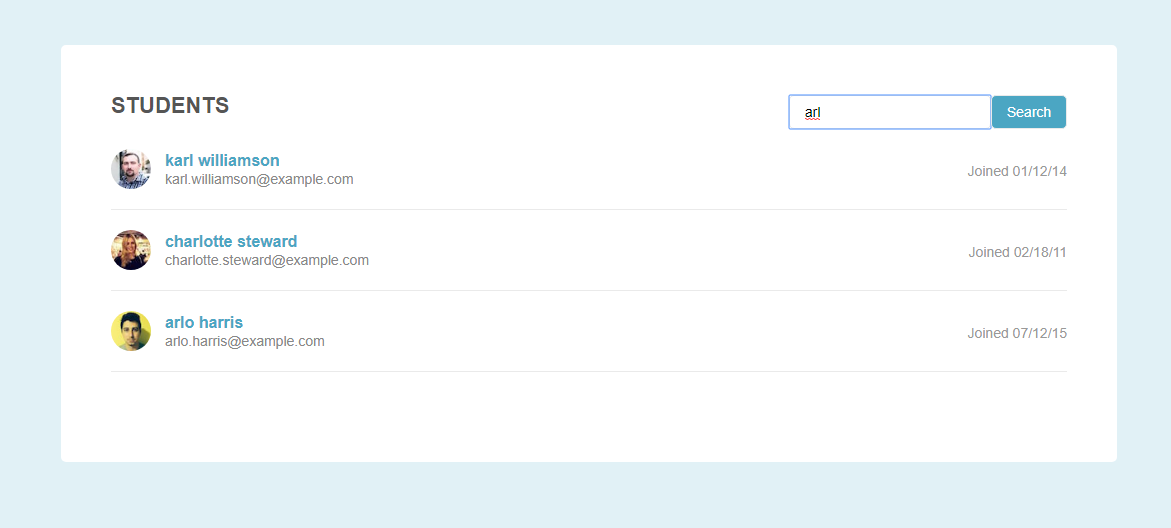 STUDENTS
arl
Search
karl williamson
karl.williamson@example.com
Joined 01/12/14
charlotte steward
charlotte.steward@example.com
Joined 02/18/11
arlo harris
arlo.harris@example.com
Joined 07/12/15